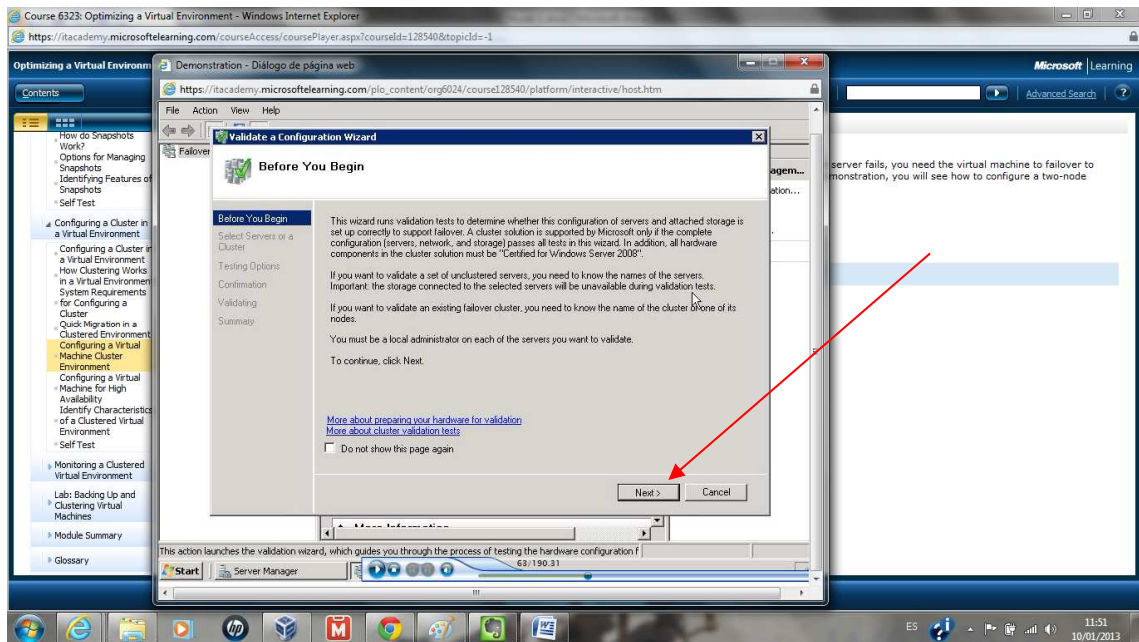 Course 6323: Optimizing a Virtual Environment - Windows Internet Explorer
https://itacademy.microsoftelearning.com/courseAccess/coursePlayer.aspx?courseId=128540&topicId=-1
Optimizing a Virtual Environm
Microsoft | Learning
Contents
Advanced Search
?
How do Snapshots
Work?
Options for Managing
Snapshots
Identifying Features of
Snapshots
Self Test
Configuring a Cluster in
a Virtual Environment
Configuring a Cluster in
a Virtual Environment
How Clustering Works
in a Virtual Environment
System Requirements
for Configuring a
Cluster
Quick Migration in a
Clustered Environment
Configuring a Virtual
Machine Cluster
Environment
Configuring a Virtual
Machine for High
Availability
Identify Characteristics
of a Clustered Virtual
Environment
Self Test
Monitoring a Clustered
Virtual Environment
Lab: Backing Up and
Clustering Virtual
Machines
Module Summary
Glossary
Demonstration - Diálogo de página web
https://itacademy.microsoftelearning.com/plo_content/org6024/course128540/platform/interactive/host.htm
File Action View Help
Failover
Validate a Configuration Wizard
Before You Begin
Before You Begin
Select Servers or a
Cluster
Testing Options
Confirmation
Validating
Summary
This wizard runs validation tests to determine whether this configuration of servers and attached storage is
set up correctly to support failover. A cluster solution is supported by Microsoft only if the complete
configuration (servers, network, and storage) passes all tests in this wizard. In addition, all hardware
components in the cluster solution must be "Certified for Windows Server 2008".
If you want to validate a set of unclustered servers, you need to know the names of the servers.
Important: the storage connected to the selected servers will be unavailable during validation tests.
If you want to validate an existing failover cluster, you need to know the name of the cluster or one of its
nodes.
You must be a local administrator on each of the servers you want to validate.
To continue, click Next.
More about preparing your hardware for validation
More about cluster validation tests
Do not show this page again
Next >
Cancel
agem...
ation...
server fails, you need the virtual machine to failover to
monstration, you will see how to configure a two-node
More Information
This action launches the validation wizard, which guides you through the process of testing the hardware configuration f
Start
Server Manager
63/190.31
ES
11:51
10/01/2013